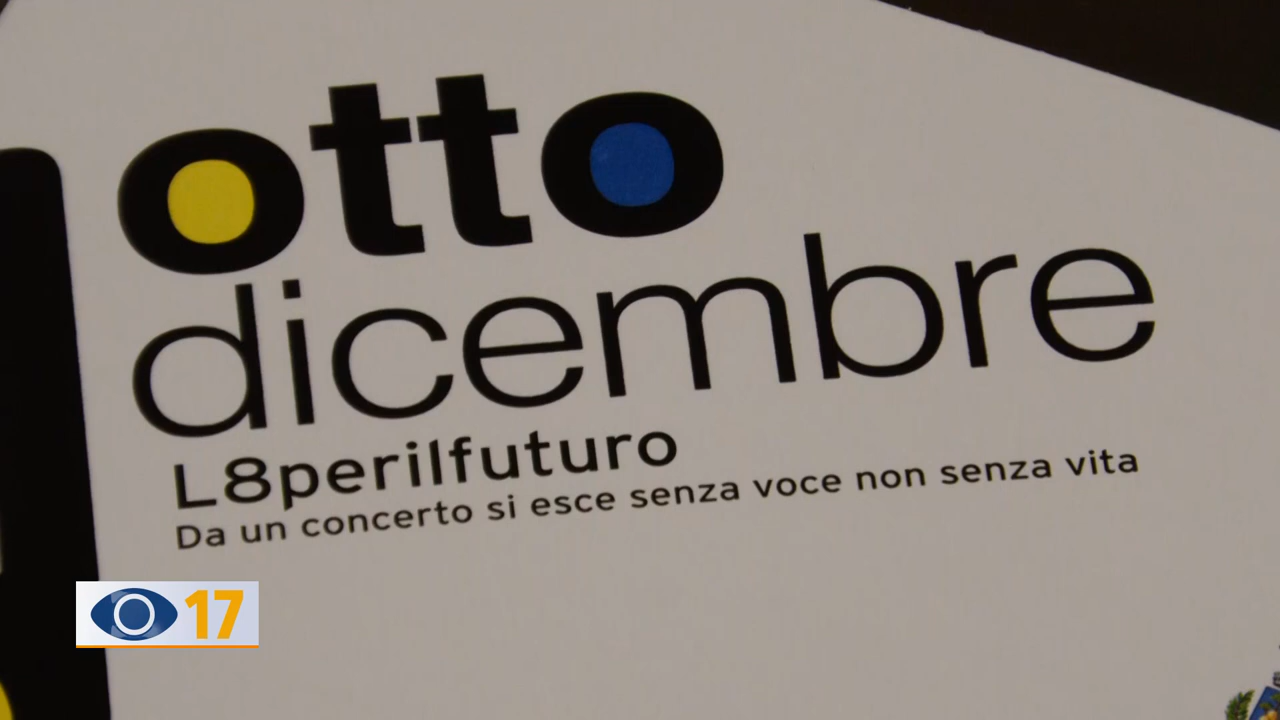 otto
dicembre
L8perilfuturo
Da un concerto si esce senza voce non senza vita
17